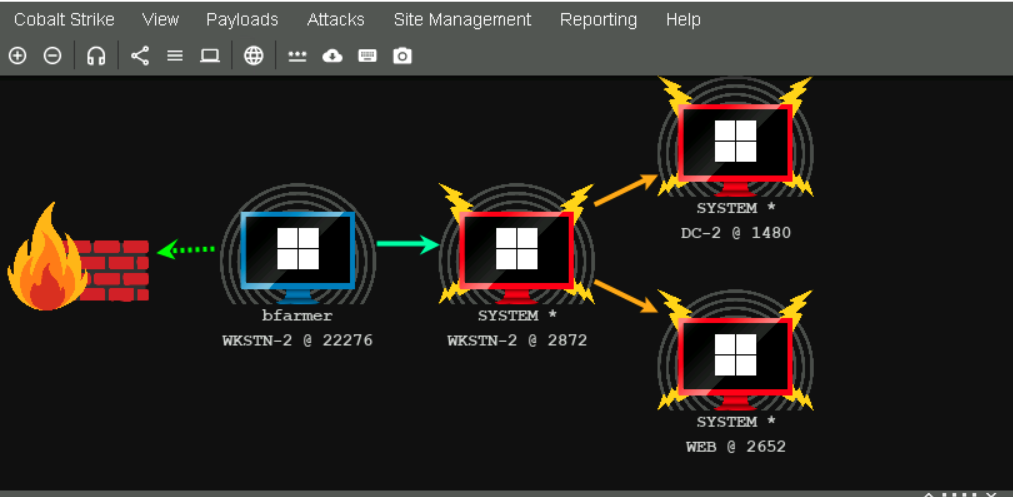 Cobalt Strike View Payloads Attacks Site Management Reporting Help
SYSTEM *
DC-2 @ 1480
bfarmer
WKSTN-2 @ 22276
SYSTEM *
WKSTN-2 @ 2872
SYSTEM *
WEB @ 2652